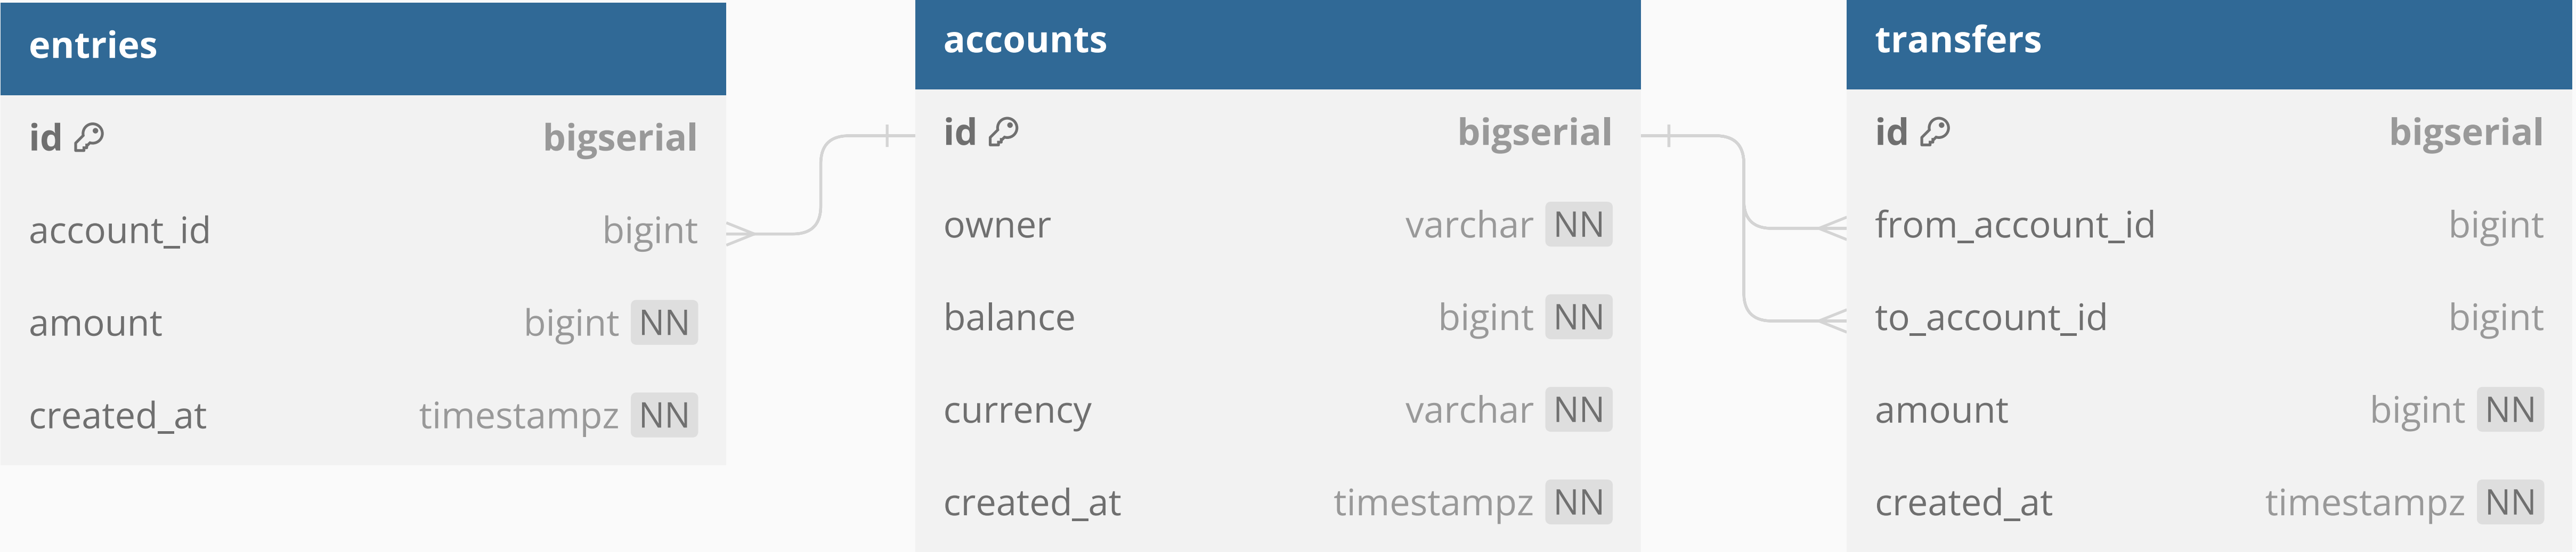 entries
id bigserial
account_id bigint
amount bigint NN
created_at timestampz NN
accounts
id bigserial
owner varchar NN
balance bigint NN
currency varchar NN
created_at timestampz NN
transfers
id bigserial
from_account_id bigint
to_account_id bigint
amount bigint NN
created_at timestampz NN